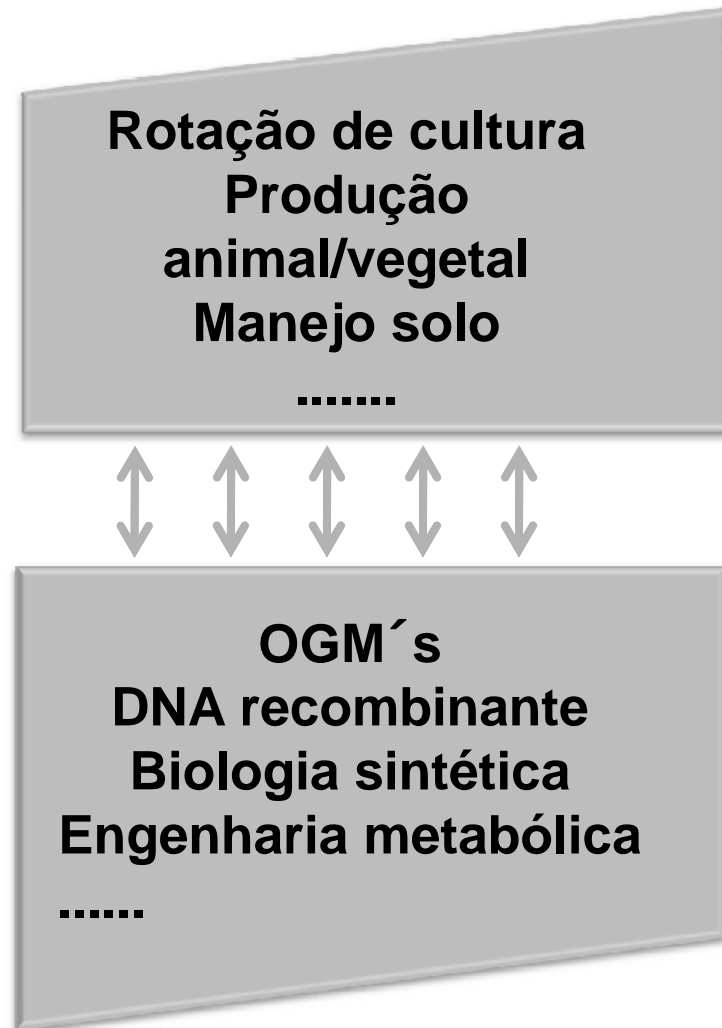 Rotação de cultura
Produção
animal/vegetal
Manejo solo
.......
OGM´s
DNA recombinante
Biologia sintética
Engenharia metabólica
......